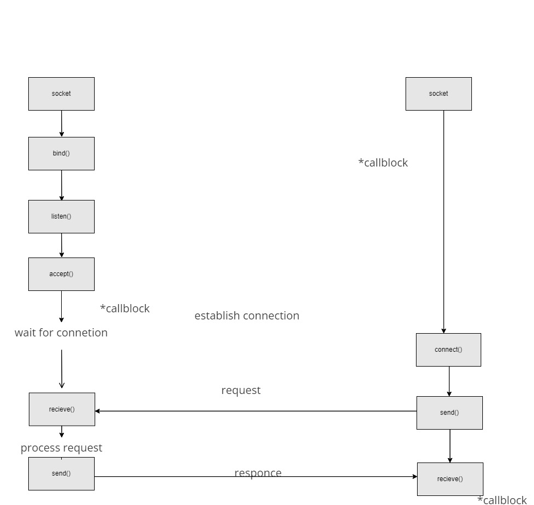 socket
socket
bind()
*callblock
listen()
accept()
*callblock
establish connection
wait for connetion
connect()
request
recieve()
send()
process request
send()
responce
recieve()
*callblock